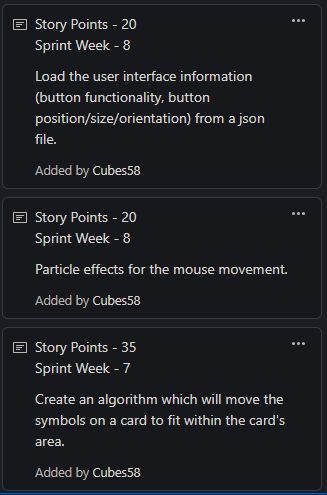 Story Points - 20
Sprint Week - 8
Load the user interface information
(button functionality, button
position/size/orientation) from a json
file.
Added by Cubes58
Story Points - 20
Sprint Week - 8
Particle effects for the mouse movement.
Added by Cubes58
Story Points - 35
Sprint Week - 7
Create an algorithm which will move the
symbols on a card to fit within the card's
area.
Added by Cubes58